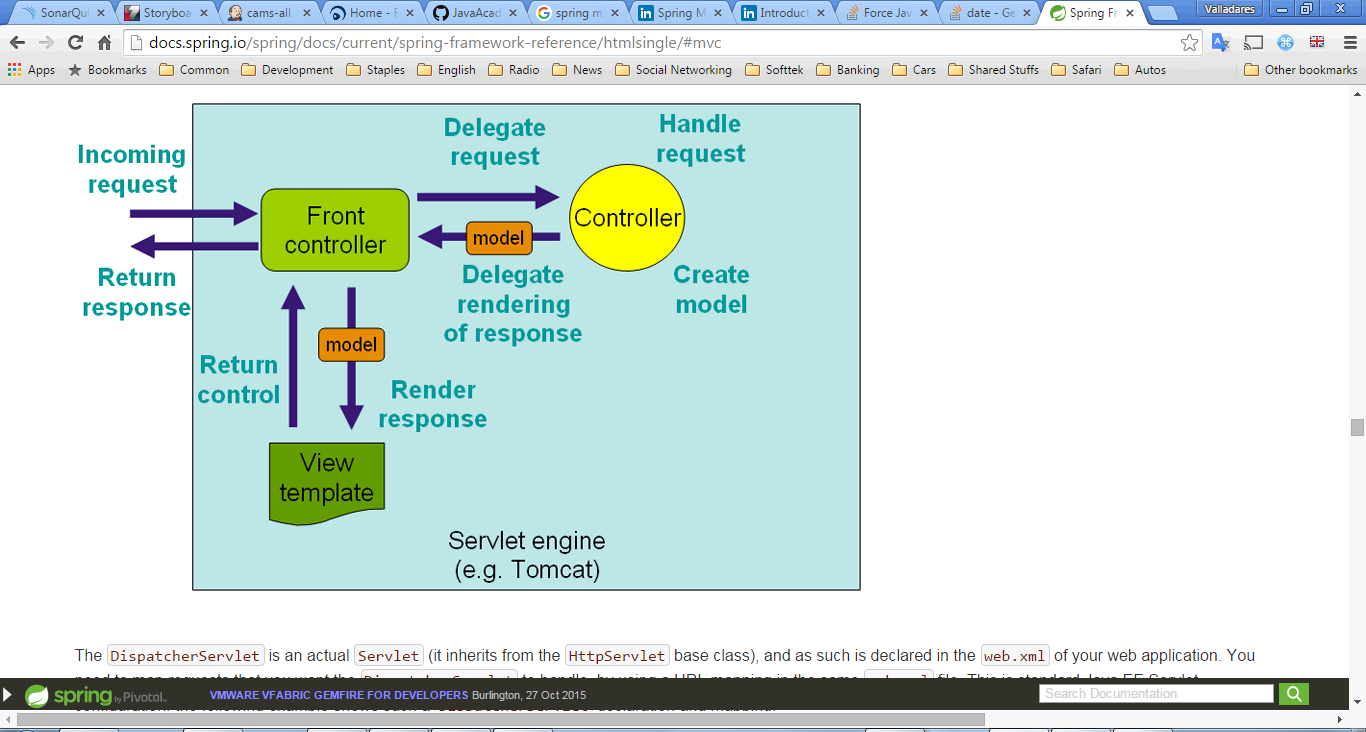 SonarQu
Storyboa
cams-all
Home - F
JavaAcad
spring m
Spring M
Introduct
Force Jav
date - Ge
Spring Fr
Valladares
docs.spring.io/spring/docs/current/spring-framework-reference/htmlsingle/#mvc
Apps Bookmarks Common Development Staples English Radio News Social Networking Softtek Banking Cars Shared Stuffs Safari Autos Other bookmarks
Incoming
request
Return
response
Front
controller
Delegate
request
Handle
request
Controller
model
Delegate
rendering
of response
Create
model
Return
control
model
Render
response
View
template
Servlet engine
(e.g. Tomcat)
The DispatcherServlet is an actual Servlet (it inherits from the HttpServlet base class), and as such is declared in the web.xml of your web application. You
spring by Pivotal. VMWARE VFABRIC GEMFIRE FOR DEVELOPERS Burlington, 27 Oct 2015 Search Documentation